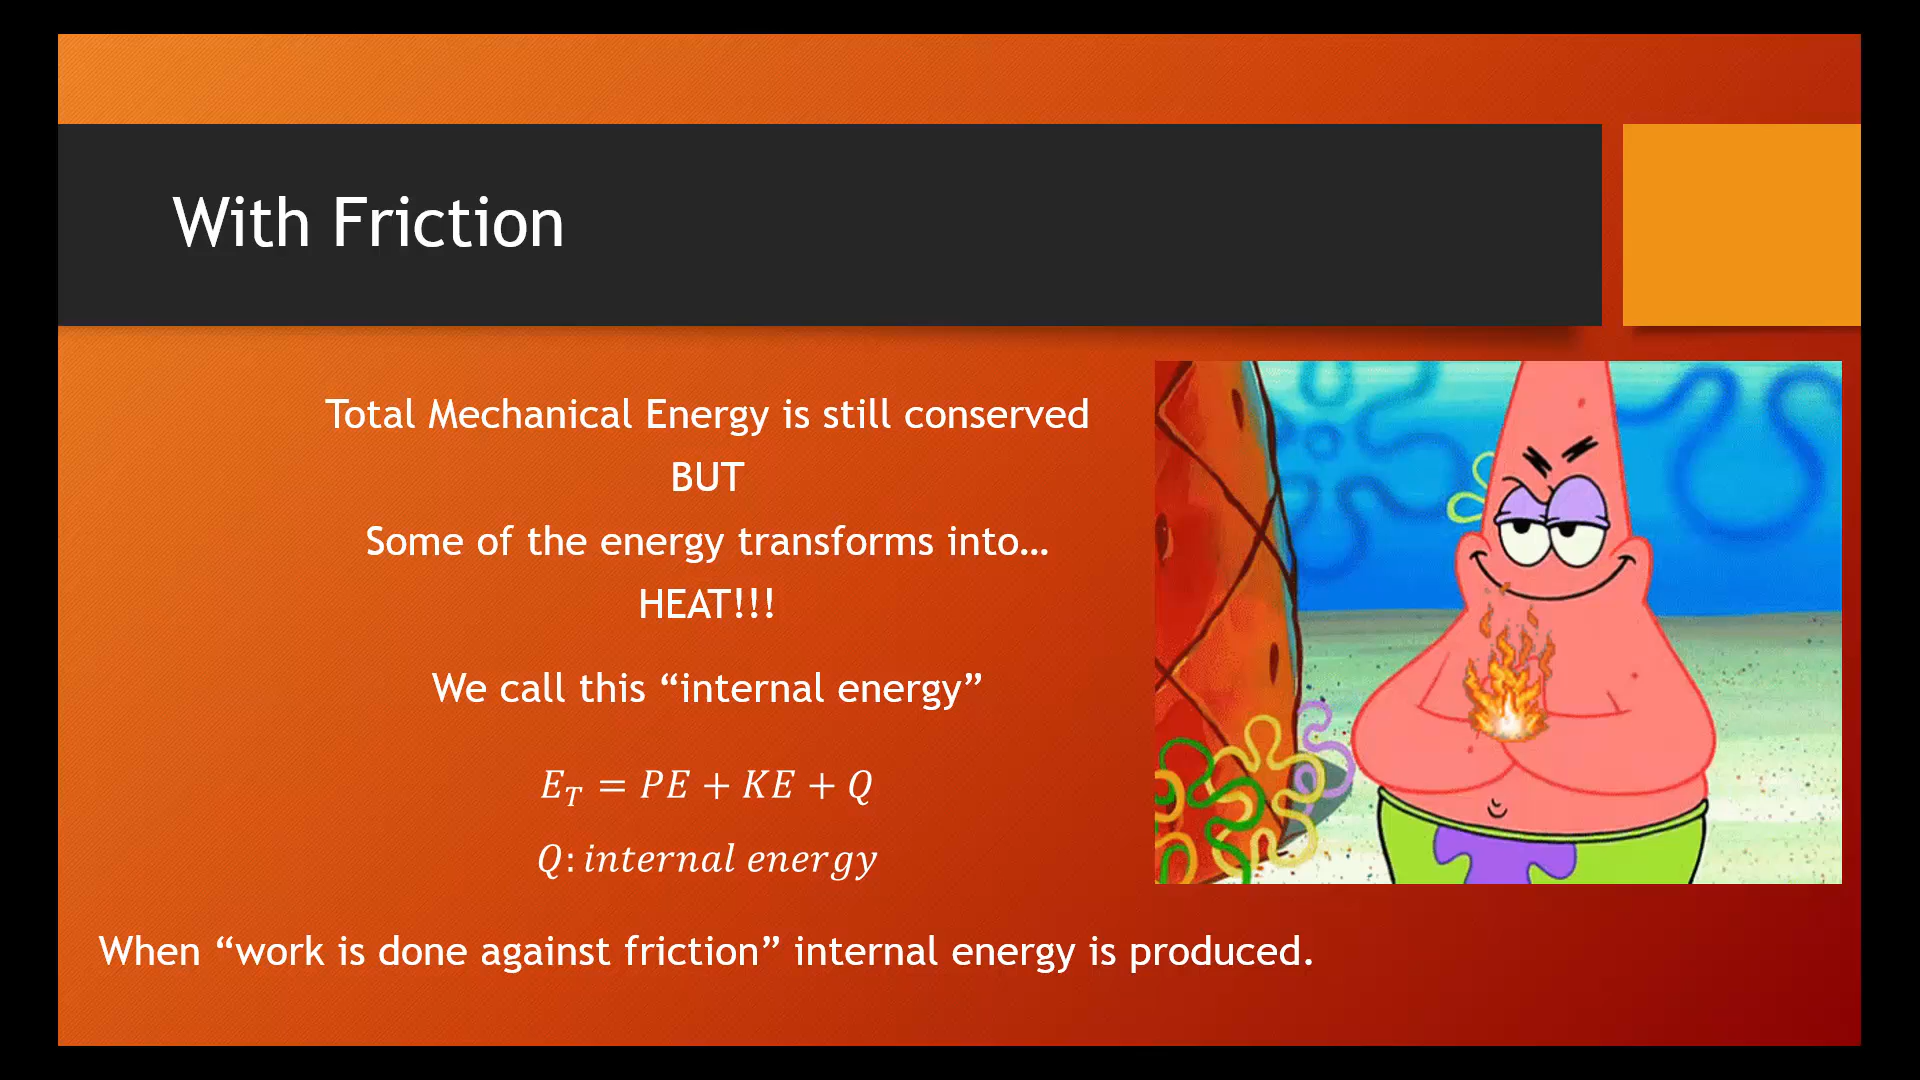 With Friction
Total Mechanical Energy is still conserved
BUT
Some of the energy transforms into…
HEAT!!!
We call this “internal energy”
𝐸_𝑇 = 𝑃𝐸 + 𝐾𝐸 + 𝑄
𝑄: 𝑖𝑛𝑡𝑒𝑟𝑛𝑎𝑙 𝑒𝑛𝑒𝑟𝑔𝑦
When “work is done against friction” internal energy is produced.